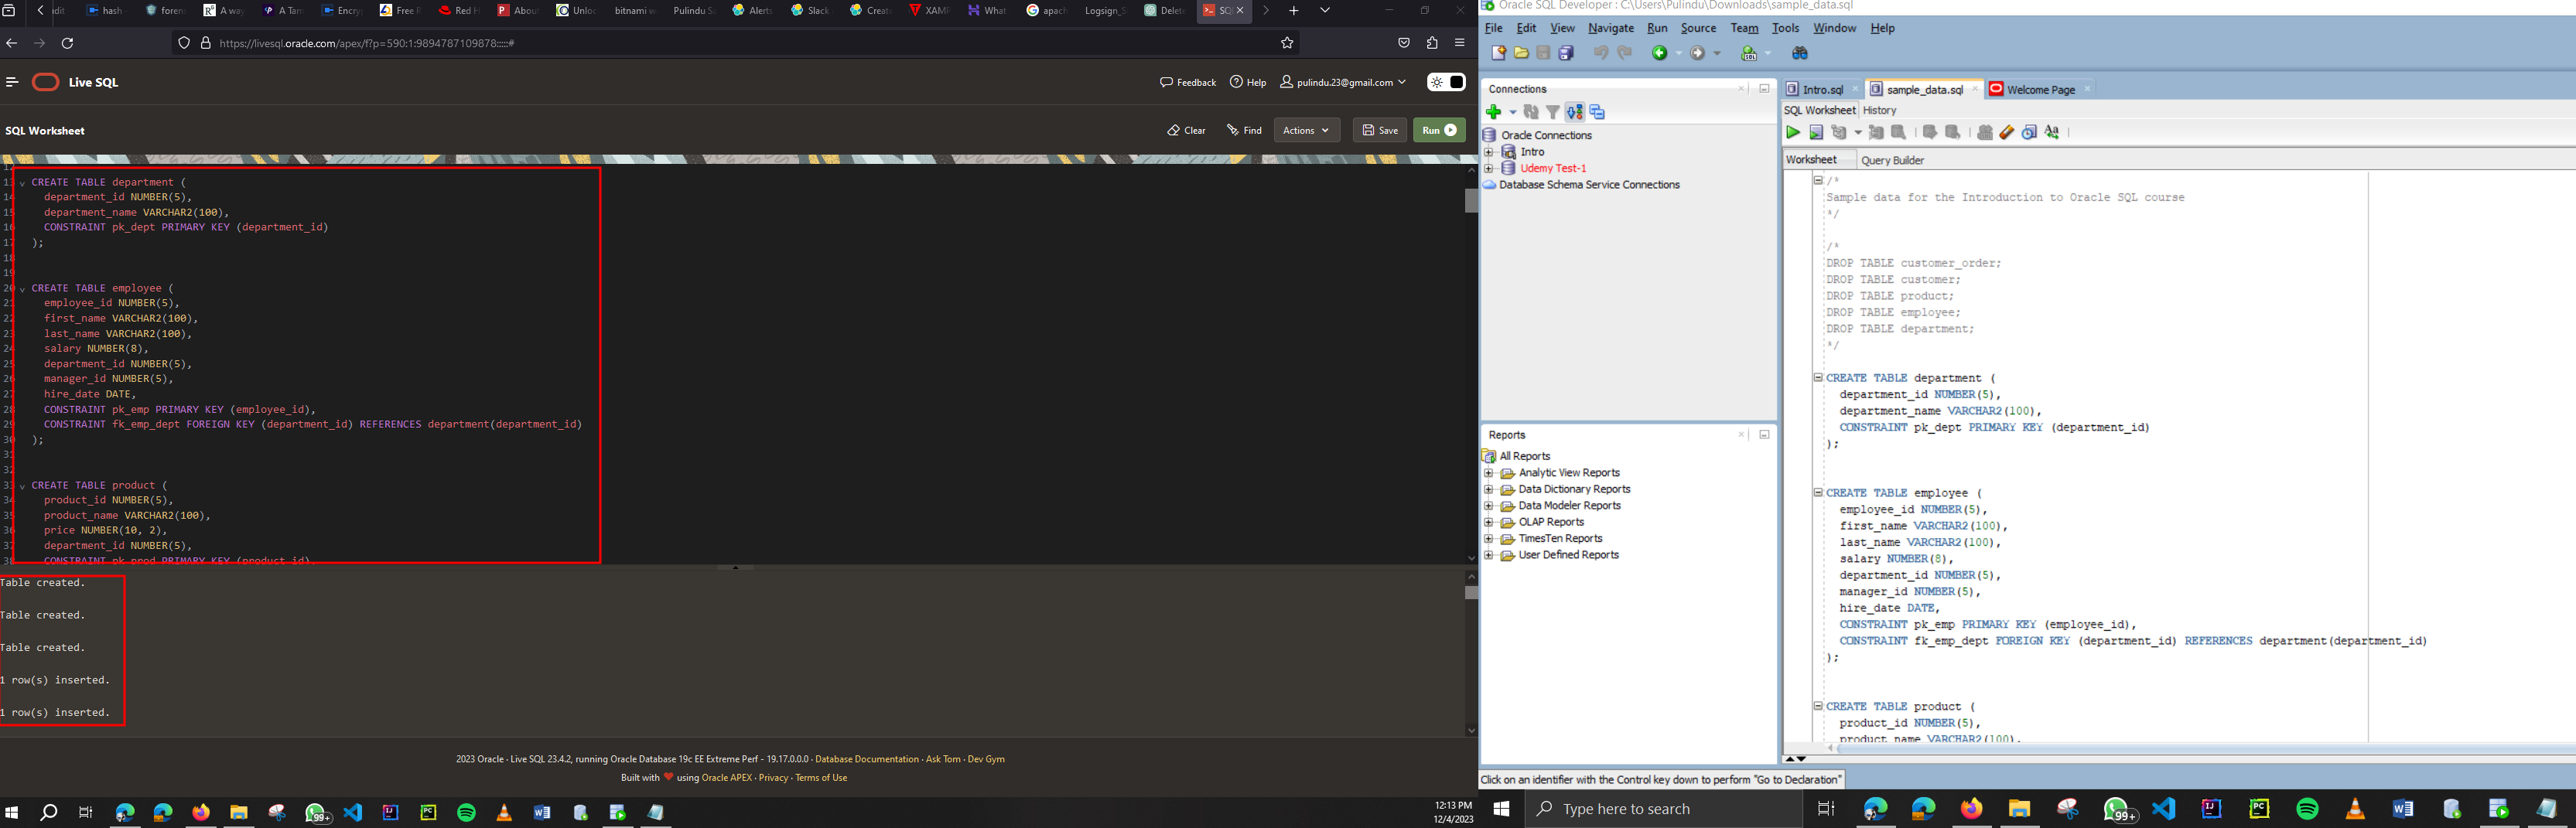 edit
hash
foren
A way
A Tam
Encry
Free R
Red H
About
Unloc
bitnami w
Pulindu Sa
Alerts
Slack
Creat
XAMP
What
apach
Logsign_S
Delete
SQL
https://livesql.oracle.com/apex/f?p=590:1:9894787109878:::::#
Live SQL
Feedback
Help
pulindu.23@gmail.com
SQL Worksheet
Clear
Find
Actions
Save
Run
12
13 CREATE TABLE department (
14 department_id NUMBER(5),
15 department_name VARCHAR2(100),
16 CONSTRAINT pk_dept PRIMARY KEY (department_id)
17 );
18
19
20 CREATE TABLE employee (
21 employee_id NUMBER(5),
22 first_name VARCHAR2(100),
23 last_name VARCHAR2(100),
24 salary NUMBER(8),
25 department_id NUMBER(5),
26 manager_id NUMBER(5),
27 hire_date DATE,
28 CONSTRAINT pk_emp PRIMARY KEY (employee_id),
29 CONSTRAINT fk_emp_dept FOREIGN KEY (department_id) REFERENCES department(department_id)
30 );
31
32
33 CREATE TABLE product (
34 product_id NUMBER(5),
35 product_name VARCHAR2(100),
36 price NUMBER(10, 2),
37 department_id NUMBER(5),
38 CONSTRAINT pk_prod PRIMARY KEY (product_id),
Table created.
Table created.
Table created.
1 row(s) inserted.
1 row(s) inserted.
2023 Oracle · Live SQL 23.4.2, running Oracle Database 19c EE Extreme Perf - 19.17.0.0.0 · Database Documentation · Ask Tom · Dev Gym
Built with ❤ using Oracle APEX · Privacy · Terms of Use
99+
12:13 PM
12/4/2023
Oracle SQL Developer : C:\Users\Pulindu\Downloads\sample_data.sql
File Edit View Navigate Run Source Team Tools Window Help
SQL
Connections
Oracle Connections
Intro
Udemy Test-1
Database Schema Service Connections
Reports
All Reports
Analytic View Reports
Data Dictionary Reports
Data Modeler Reports
OLAP Reports
TimesTen Reports
User Defined Reports
Intro.sql
sample_data.sql
Welcome Page
SQL Worksheet History
Aa
Worksheet Query Builder
/*
Sample data for the Introduction to Oracle SQL course
*/
/*
DROP TABLE customer_order;
DROP TABLE customer;
DROP TABLE product;
DROP TABLE employee;
DROP TABLE department;
*/
CREATE TABLE department (
department_id NUMBER(5),
department_name VARCHAR2(100),
CONSTRAINT pk_dept PRIMARY KEY (department_id)
);
CREATE TABLE employee (
employee_id NUMBER(5),
first_name VARCHAR2(100),
last_name VARCHAR2(100),
salary NUMBER(8),
department_id NUMBER(5),
manager_id NUMBER(5),
hire_date DATE,
CONSTRAINT pk_emp PRIMARY KEY (employee_id),
CONSTRAINT fk_emp_dept FOREIGN KEY (department_id) REFERENCES department(department_id)
);
CREATE TABLE product (
product_id NUMBER(5),
product_name VARCHAR2(100),
Click on an identifier with the Control key down to perform "Go to Declaration"
Type here to search
99+